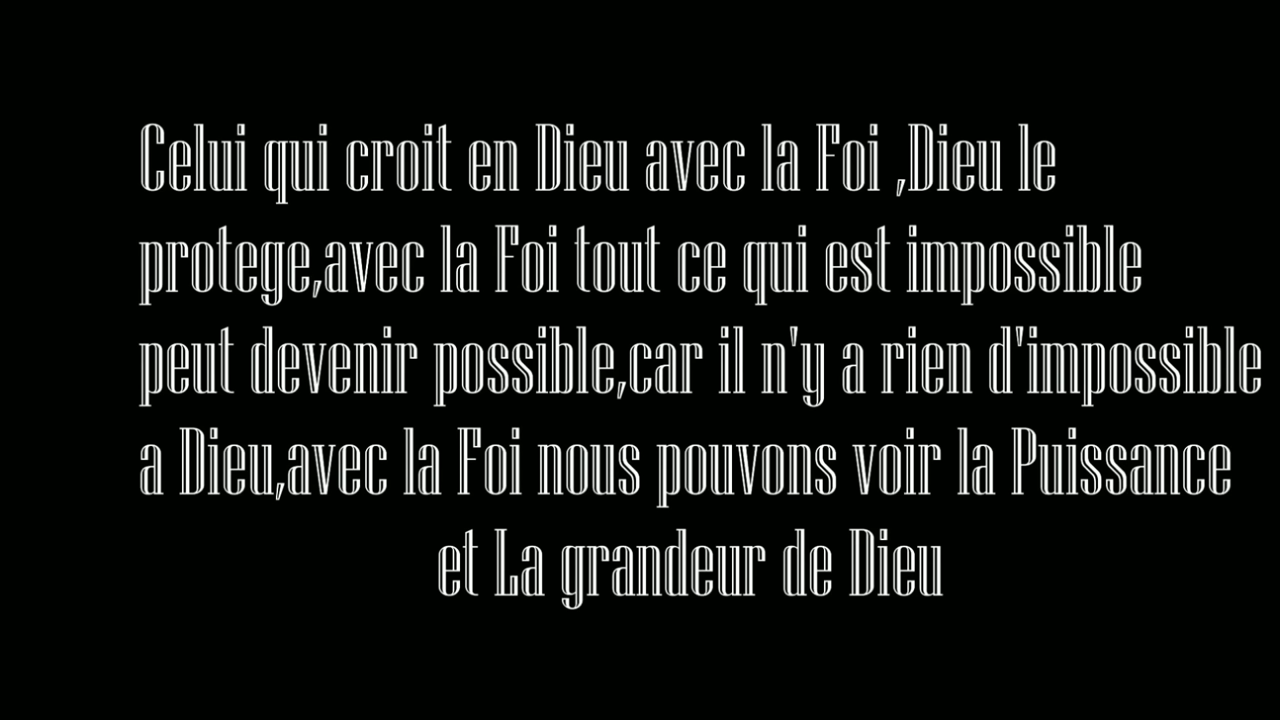 Celui qui croit en Dieu avec la Foi ,Dieu le
protege,avec la Foi tout ce qui est impossible
peut devenir possible,car il n'y a rien d'impossible
a Dieu,avec la Foi nous pouvons voir la Puissance
et La grandeur de Dieu